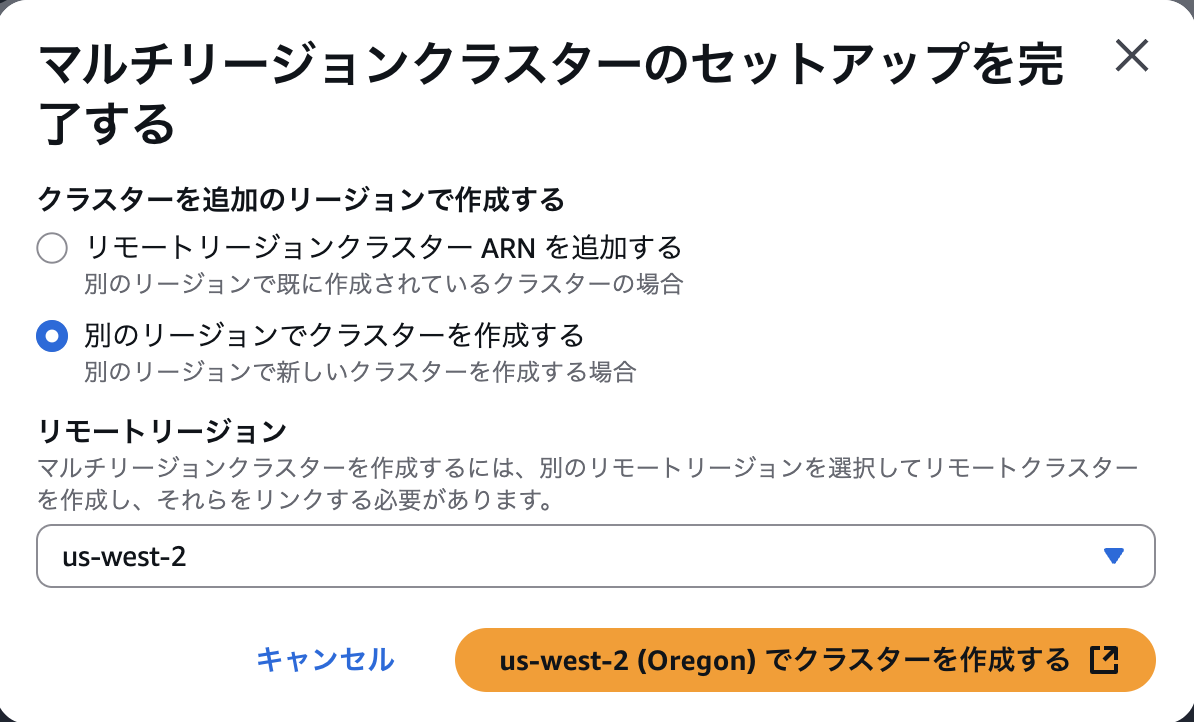 マルチリージョンクラスターのセットアップを完
了する
クラスターを追加のリージョンで作成する
リモートリージョンクラスター ARN を追加する
別のリージョンで既に作成されているクラスターの場合
別のリージョンでクラスターを作成する
別のリージョンで新しいクラスターを作成する場合
リモートリージョン
マルチリージョンクラスターを作成するには、別のリモートリージョンを選択してリモートクラスター
を作成し、それらをリンクする必要があります。
us-west-2
キャンセル
us-west-2 (Oregon) でクラスターを作成する